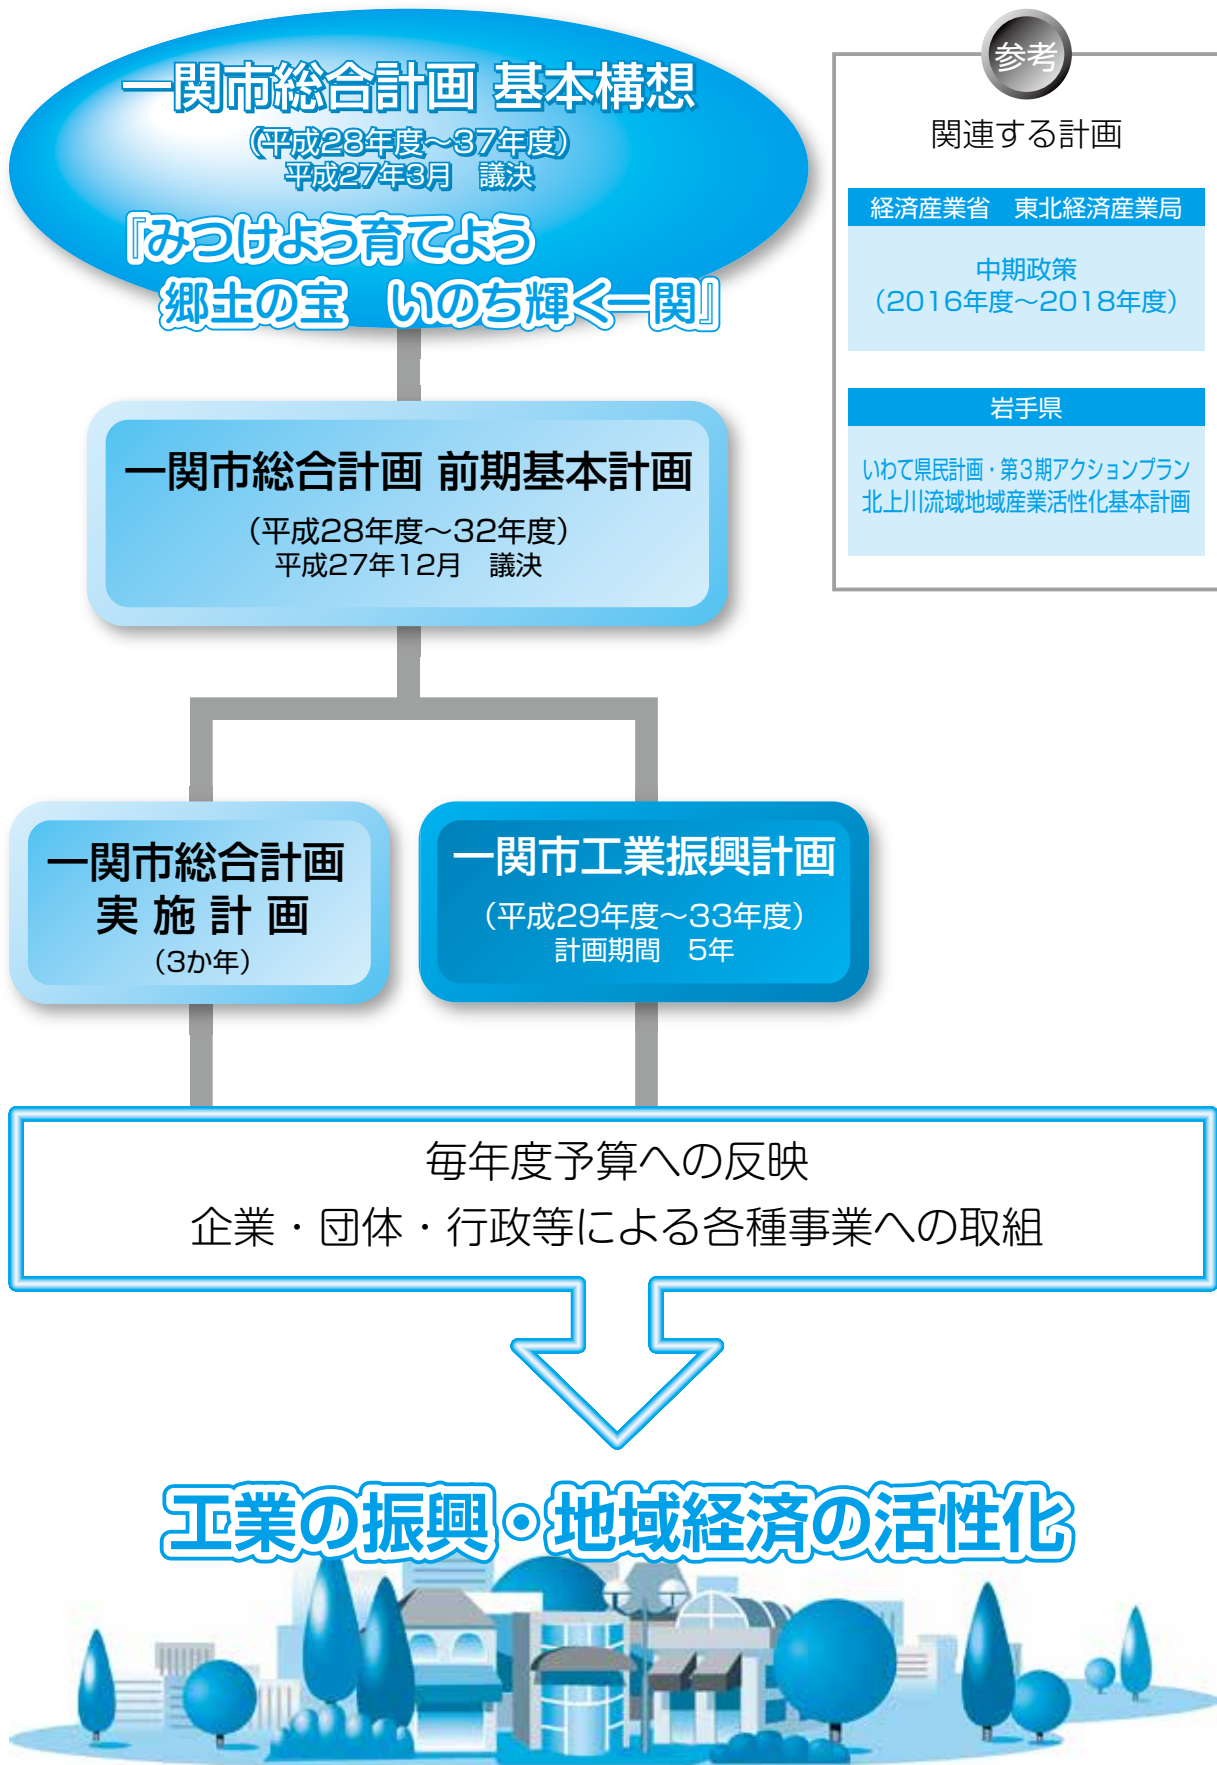 一関市総合計画 基本構想
（平成28年度～37年度）
平成27年3月　議決
『みつけよう育てよう
郷土の宝　いのち輝く一関』
一関市総合計画 前期基本計画
（平成28年度～32年度）
平成27年12月　議決
一関市総合計画
実 施 計 画
（3か年）
一関市工業振興計画
（平成29年度～33年度）
計画期間　5年
毎年度予算への反映
企業・団体・行政等による各種事業への取組
工業の振興・地域経済の活性化
参考
関連する計画
経済産業省　東北経済産業局
中期政策
（2016年度～2018年度）
岩手県
いわて県民計画・第3期アクションプラン
北上川流域地域産業活性化基本計画